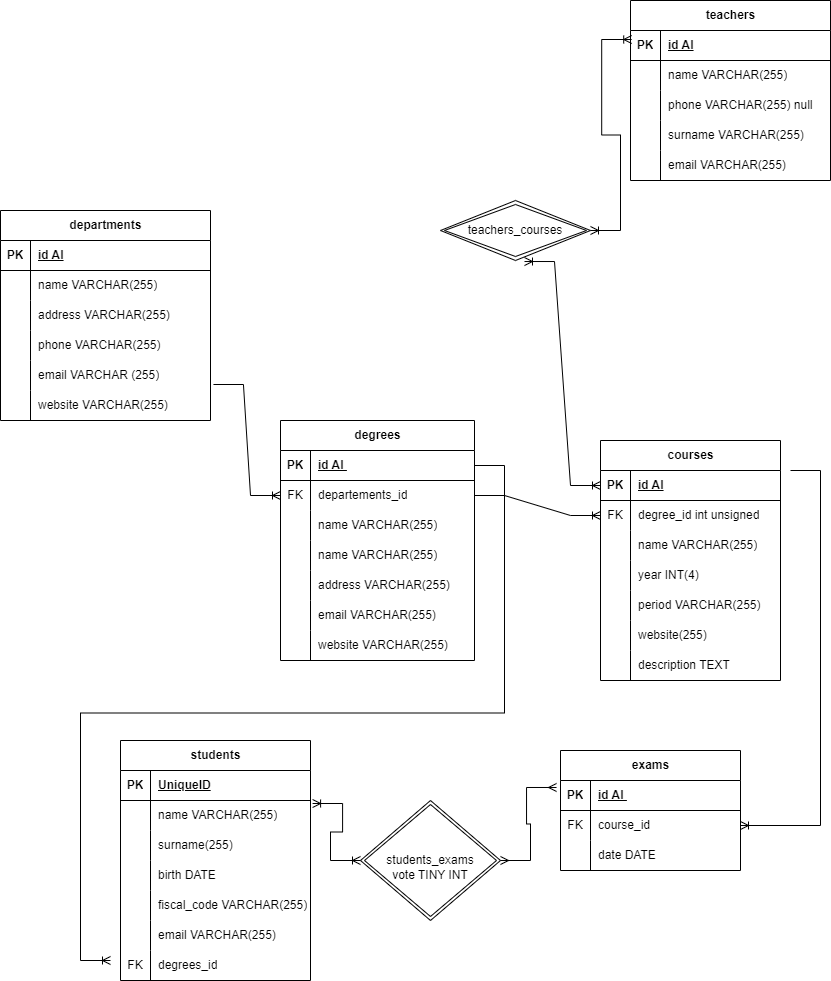 teachers
PK id AI
name VARCHAR(255)
phone VARCHAR(255) null
surname VARCHAR(255)
email VARCHAR(255)
teachers_courses
departments
PK id AI
name VARCHAR(255)
address VARCHAR(255)
phone VARCHAR(255)
email VARCHAR (255)
website VARCHAR(255)
degrees
PK id AI
FK departements_id
name VARCHAR(255)
name VARCHAR(255)
address VARCHAR(255)
email VARCHAR(255)
website VARCHAR(255)
courses
PK id AI
FK degree_id int unsigned
name VARCHAR(255)
year INT(4)
period VARCHAR(255)
website(255)
description TEXT
students
PK UniqueID
name VARCHAR(255)
surname(255)
birth DATE
fiscal_code VARCHAR(255)
email VARCHAR(255)
FK degrees_id
students_exams
vote TINY INT
exams
PK id AI
FK course_id
date DATE